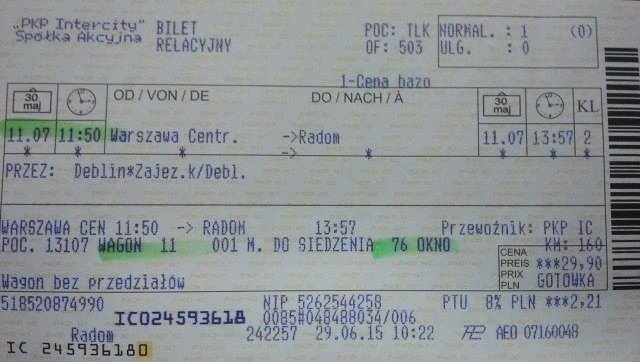 „PKP Intercity" BILET POC: TLK NORMAL. : 1 (0)
Spółka Akcyjna RELACYJNY OF: 503 ULG. : 0
1-Cena bazo
30 maj OD / VON / DE DO / NACH / À 30 maj KL
11.07 11:50 Warszawa Centr. ->Radom 11.07 13:57 2
* * * -> * * * *
PRZEZ: Deblin*Zajez.k/Debl.
WARSZAWA CEN 11:50 -> RADOM 13:57 Przewoźnik: PKP IC
POC. 13107 WAGON 11 001 M. DO SIEDZENIA 76 OKNO KM: 160
CENA
PREIS ***29,90
PRIX
PLN GOTÓWKA
Wagon bez przedziałów
518520874990 NIP 5262544258 PTU 8% PLN ***2,21
IC024593618 0085#048488034/006
Radom 242257 29.06.15 10:22 AEO 07160048
IC 245936180